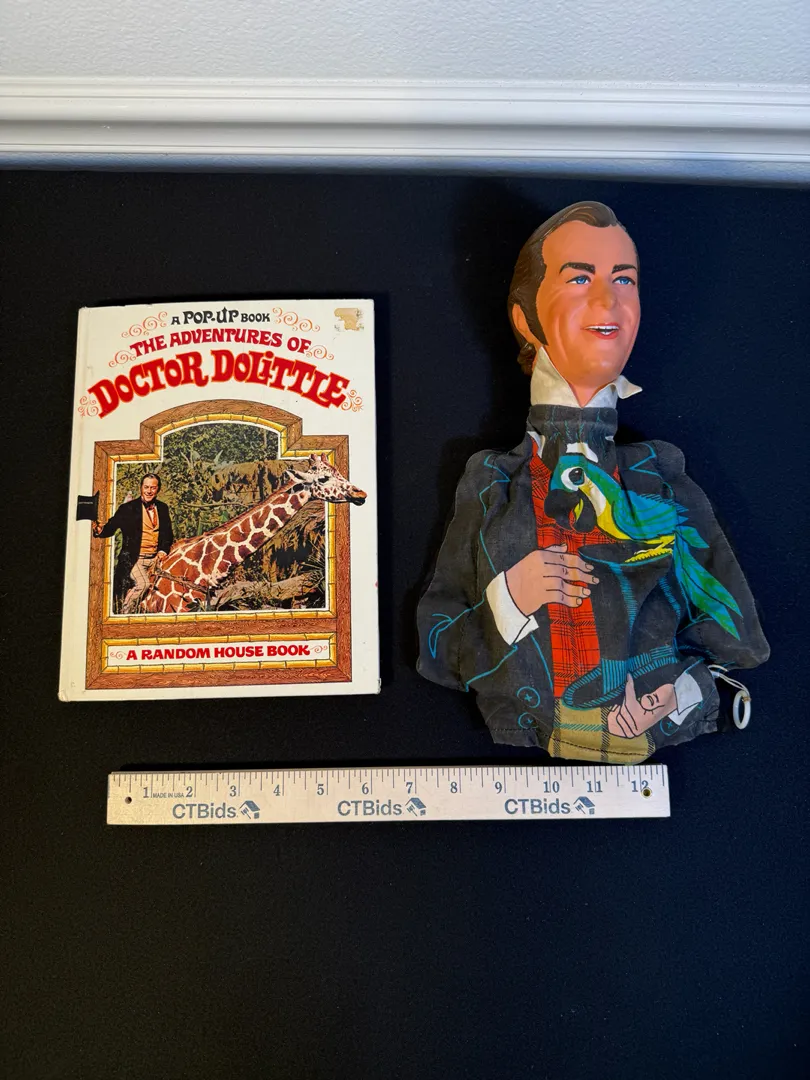 A POP-UP BOOK
THE ADVENTURES OF
DOCTOR DOLITTLE
A RANDOM HOUSE BOOK
1 2 3 4 5 6 7 8 9 10 11 12
MADE IN USA
CTBids CTBids CTBids